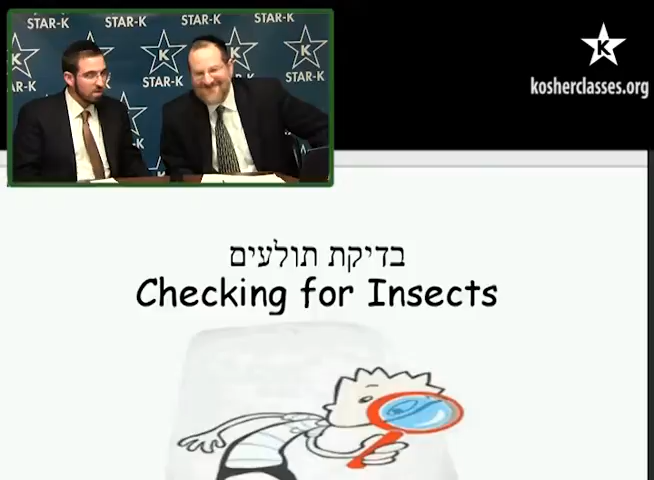 STAR-K
STAR-K
STAR-K
STAR-K
K
K
K
K
AR-K
STAR-K
STAR-K
K
kosherclasses.org
בדיקת תולעים
Checking for Insects